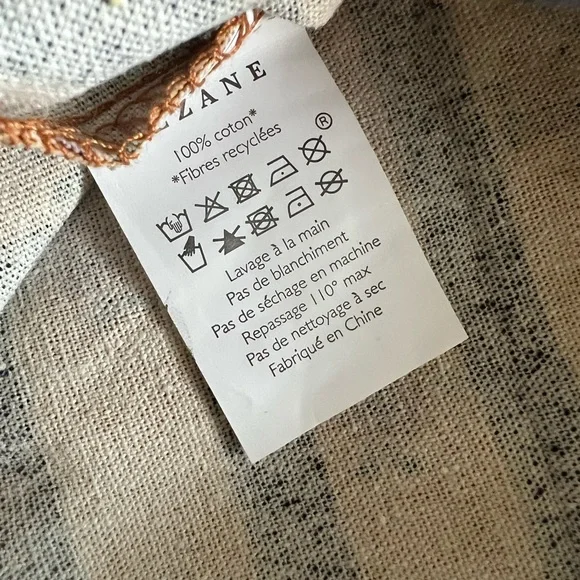 ZANE
100% coton*
*Fibres recyclées
®
Lavage à la main
Pas de blanchiment
Pas de séchage en machine
Repassage 110° max
Pas de nettoyage à sec
Fabriqué en Chine